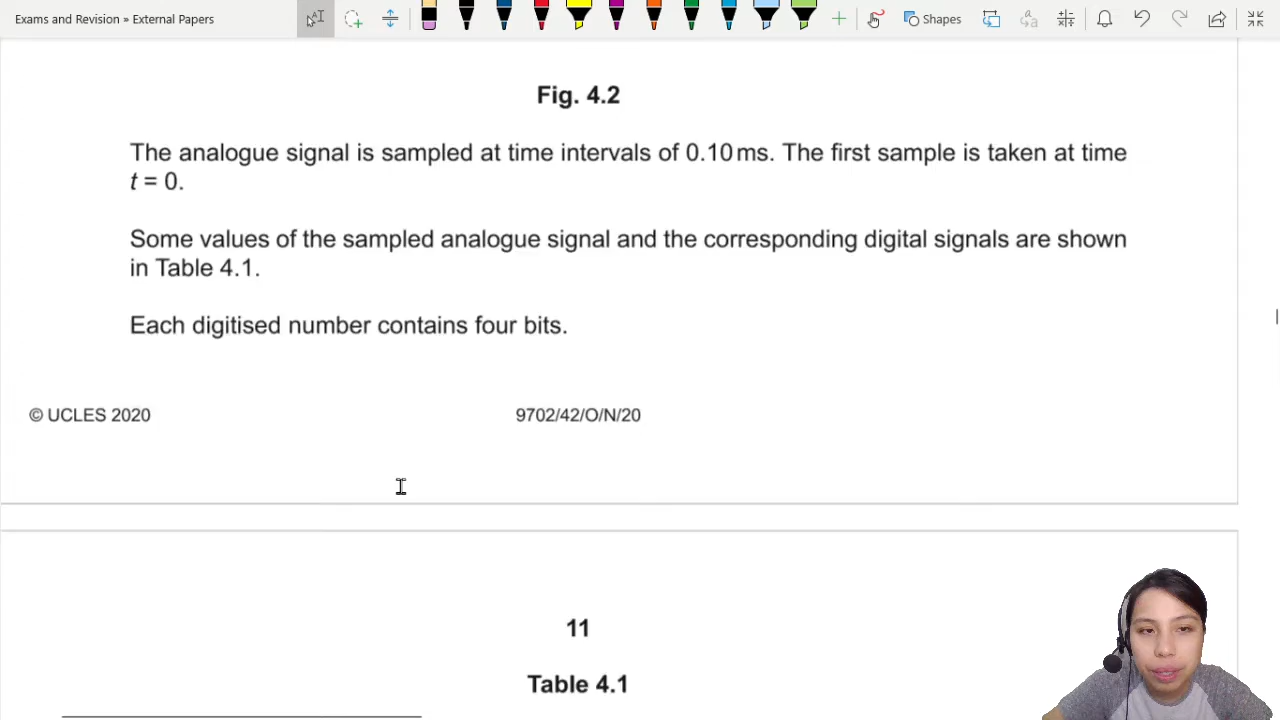 Exams and Revision » External Papers
Shapes
Fig. 4.2
The analogue signal is sampled at time intervals of 0.10 ms. The first sample is taken at time
t = 0.
Some values of the sampled analogue signal and the corresponding digital signals are shown
in Table 4.1.
Each digitised number contains four bits.
© UCLES 2020
9702/42/O/N/20
11
Table 4.1